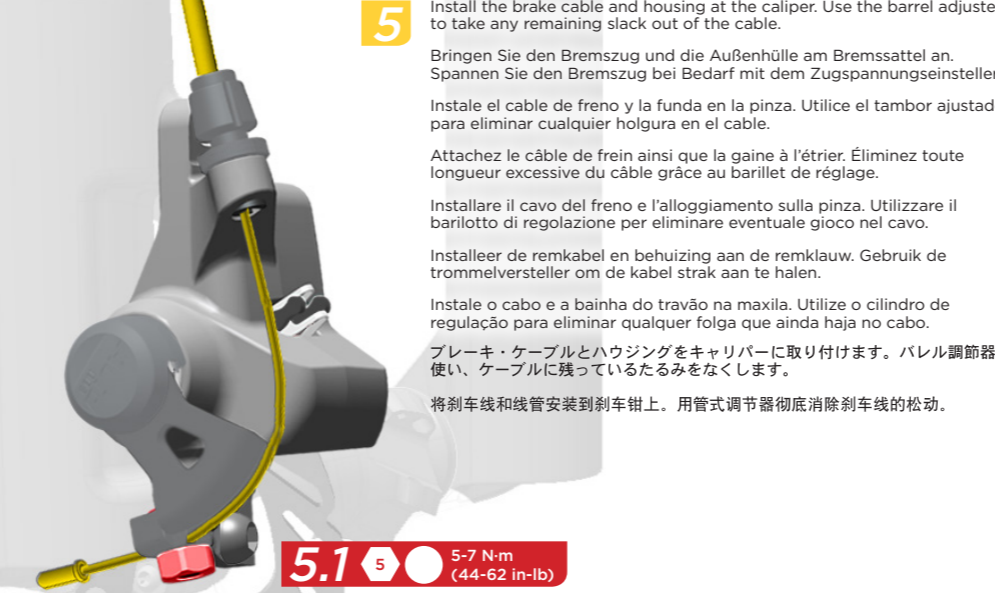 5
Install the brake cable and housing at the caliper. Use the barrel adjuste
to take any remaining slack out of the cable.
Bringen Sie den Bremszug und die Außenhülle am Bremssattel an.
Spannen Sie den Bremszug bei Bedarf mit dem Zugspannungseinsteller
Instale el cable de freno y la funda en la pinza. Utilice el tambor ajustad
para eliminar cualquier holgura en el cable.
Attachez le câble de frein ainsi que la gaine à l’étrier. Éliminez toute
longueur excessive du câble grâce au barillet de réglage.
Installare il cavo del freno e l’alloggiamento sulla pinza. Utilizzare il
barilotto di regolazione per eliminare eventuale gioco nel cavo.
Installeer de remkabel en behuizing aan de remklauw. Gebruik de
trommelversteller om de kabel strak aan te halen.
Instale o cabo e a bainha do travão na maxila. Utilize o cilindro de
regulação para eliminar qualquer folga que ainda haja no cabo.
ブレーキ・ケーブルとハウジングをキャリパーに取り付けます。バレル調節器
使い、ケーブルに残っているたるみをなくします。
将刹车线和线管安装到刹车钳上。用管式调节器彻底消除刹车线的松动。
5.1 5 5-7 N·m
(44-62 in-lb)